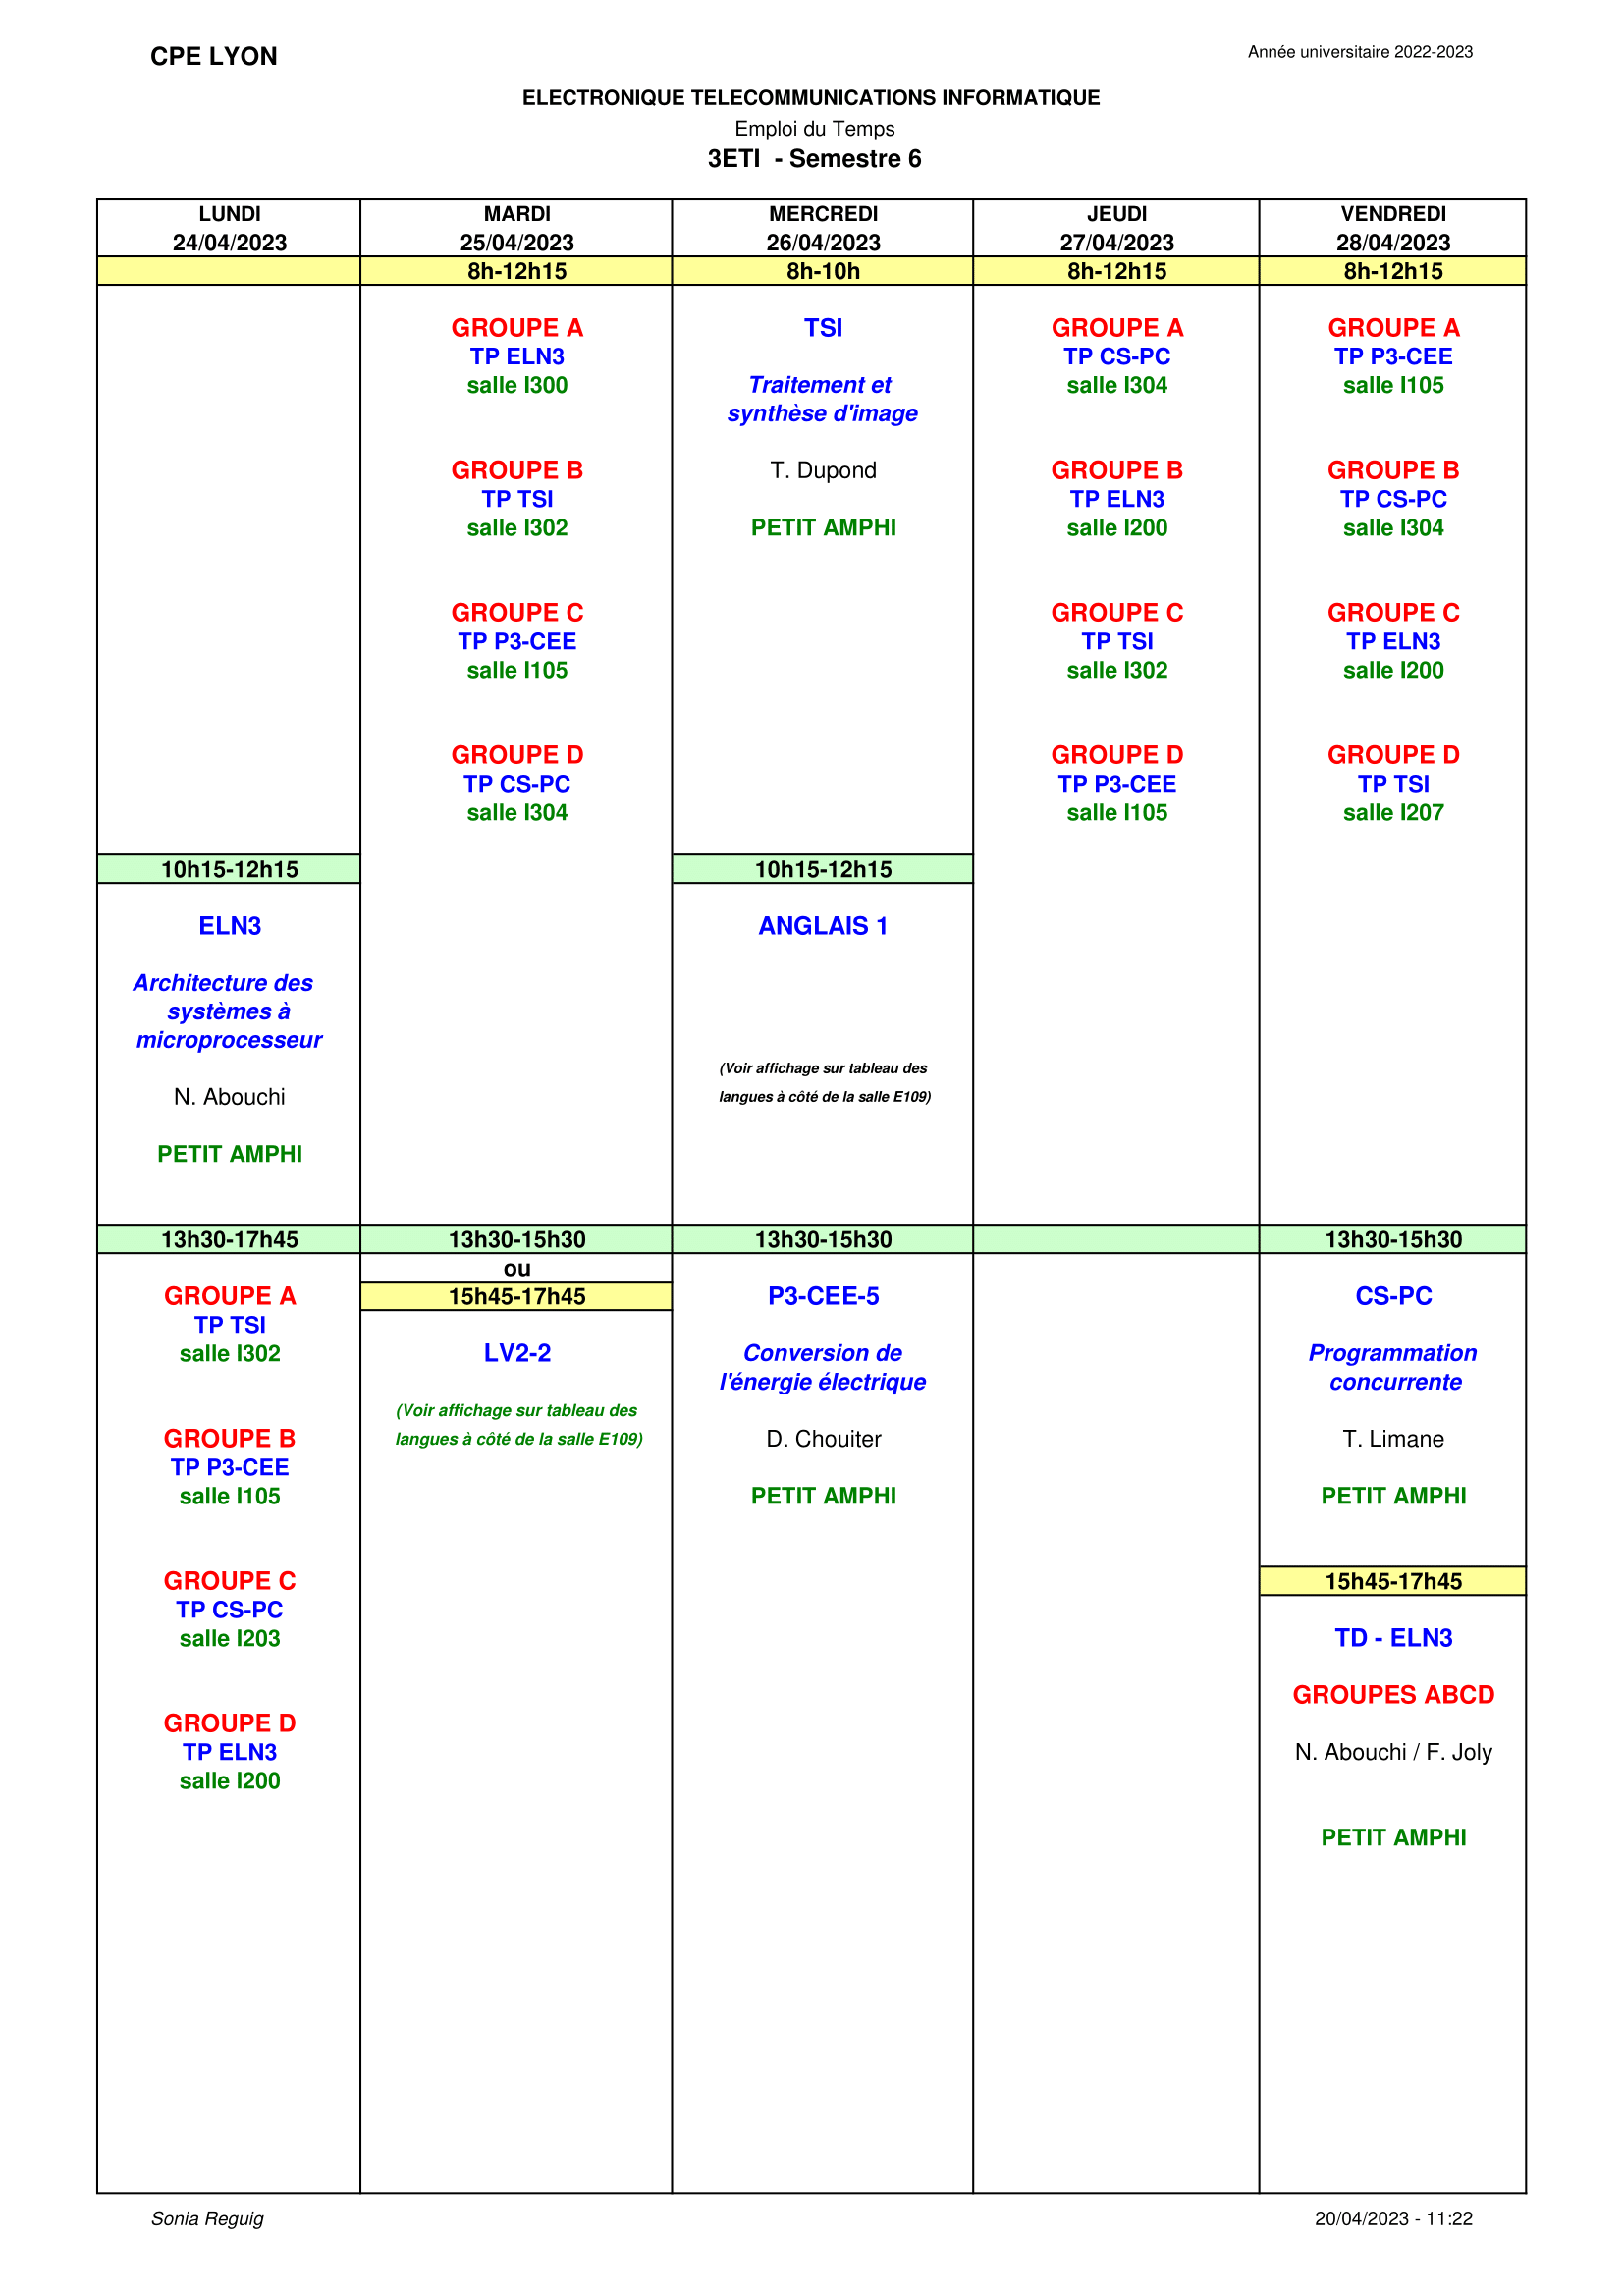 CPE LYON
Année universitaire 2022-2023
ELECTRONIQUE TELECOMMUNICATIONS INFORMATIQUE
Emploi du Temps
3ETI - Semestre 6
LUNDI
24/04/2023
10h15-12h15
ELN3
Architecture des
systèmes à
microprocesseur
N. Abouchi
PETIT AMPHI
13h30-17h45
GROUPE A
TP TSI
salle I302
GROUPE B
TP P3-CEE
salle I105
GROUPE C
TP CS-PC
salle I203
GROUPE D
TP ELN3
salle I200
MARDI
25/04/2023
8h-12h15
GROUPE A
TP ELN3
salle I300
GROUPE B
TP TSI
salle I302
GROUPE C
TP P3-CEE
salle I105
GROUPE D
TP CS-PC
salle I304
13h30-15h30
ou
15h45-17h45
LV2-2
(Voir affichage sur tableau des
langues à côté de la salle E109)
MERCREDI
26/04/2023
8h-10h
TSI
Traitement et
synthèse d'image
T. Dupond
PETIT AMPHI
10h15-12h15
ANGLAIS 1
(Voir affichage sur tableau des
langues à côté de la salle E109)
13h30-15h30
P3-CEE-5
Conversion de
l'énergie électrique
D. Chouiter
PETIT AMPHI
JEUDI
27/04/2023
8h-12h15
GROUPE A
TP CS-PC
salle I304
GROUPE B
TP ELN3
salle I200
GROUPE C
TP TSI
salle I302
GROUPE D
TP P3-CEE
salle I105
VENDREDI
28/04/2023
8h-12h15
GROUPE A
TP P3-CEE
salle I105
GROUPE B
TP CS-PC
salle I304
GROUPE C
TP ELN3
salle I200
GROUPE D
TP TSI
salle I207
13h30-15h30
CS-PC
Programmation
concurrente
T. Limane
PETIT AMPHI
15h45-17h45
TD - ELN3
GROUPES ABCD
N. Abouchi / F. Joly
PETIT AMPHI
Sonia Reguig
20/04/2023 - 11:22